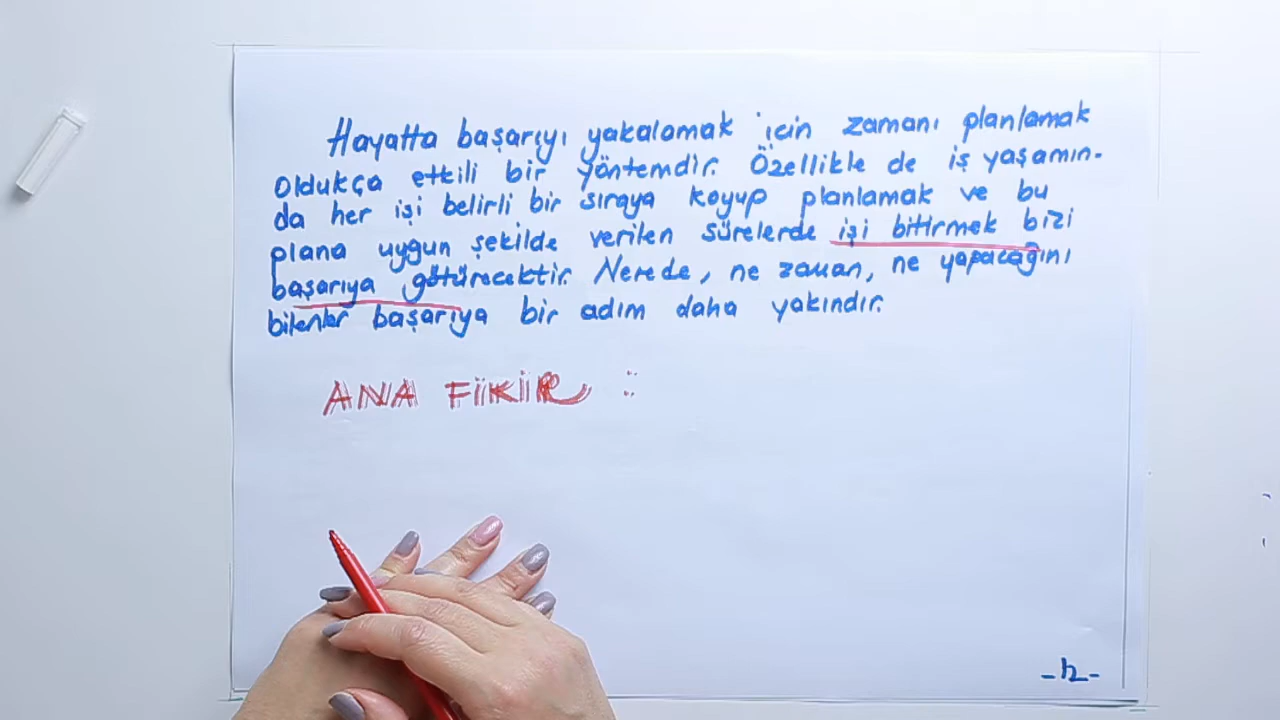 Hayatta başarıyı yakalamak için zamanı planlamak
oldukça etkili bir yöntemdir. Özellikle de iş yaşamın-
da her işi belirli bir sıraya koyup planlamak ve bu
plana uygun şekilde verilen sürelerde işi bitirmek bizi
başarıya götürecektir. Nerede, ne zaman, ne yapacağını
bilenler başarıya bir adım daha yakındır.
ANA FİKİR :